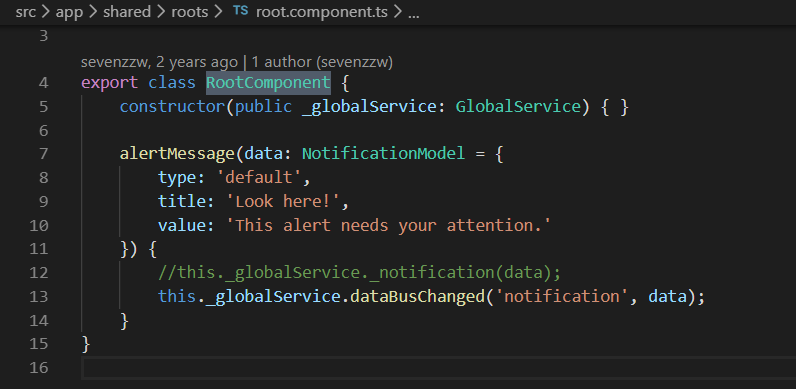 src > app > shared > roots > TS root.component.ts > ...
3
sevenzzw, 2 years ago | 1 author (sevenzzw)
4 export class RootComponent {
5 constructor(public _globalService: GlobalService) { }
6
7 alertMessage(data: NotificationModel = {
8 type: 'default',
9 title: 'Look here!',
10 value: 'This alert needs your attention.'
11 }) {
12 //this._globalService._notification(data);
13 this._globalService.dataBusChanged('notification', data);
14 }
15 }
16